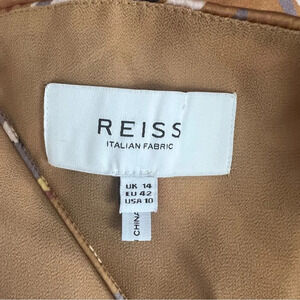 REISS
ITALIAN FABRIC
UK 14
EU 42
USA 10
CHINA